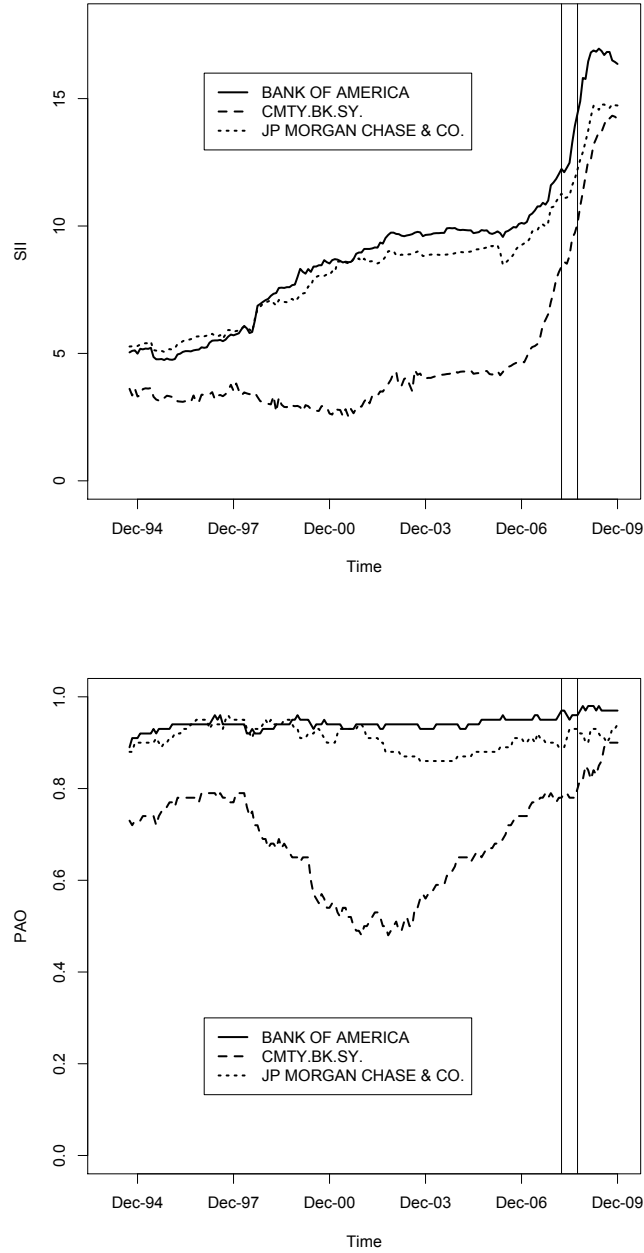 15
10
5
0
SII
BANK OF AMERICA
CMTY.BK.SY.
JP MORGAN CHASE & CO.
Dec-94 Dec-97 Dec-00 Dec-03 Dec-06 Dec-09
Time
1.0
0.8
0.6
0.4
0.2
0.0
PAO
BANK OF AMERICA
CMTY.BK.SY.
JP MORGAN CHASE & CO.
Dec-94 Dec-97 Dec-00 Dec-03 Dec-06 Dec-09
Time